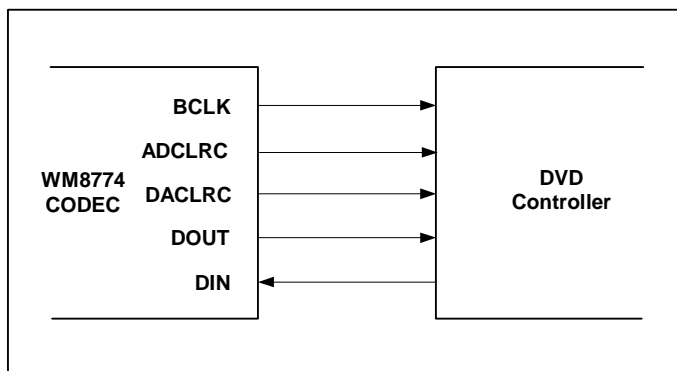 BCLK
ADCLRC
WM8774
CODEC
DACLRC
DOUT
DIN
DVD
Controller